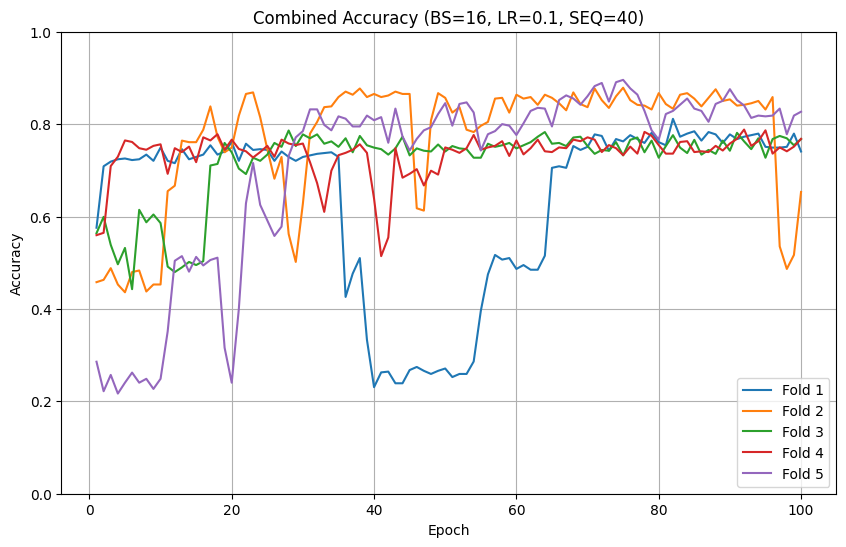 Combined Accuracy (BS=16, LR=0.1, SEQ=40)
1.0
0.8
0.6
0.4
0.2
0.0
Accuracy
0 20 40 60 80 100
Epoch
Fold 1
Fold 2
Fold 3
Fold 4
Fold 5